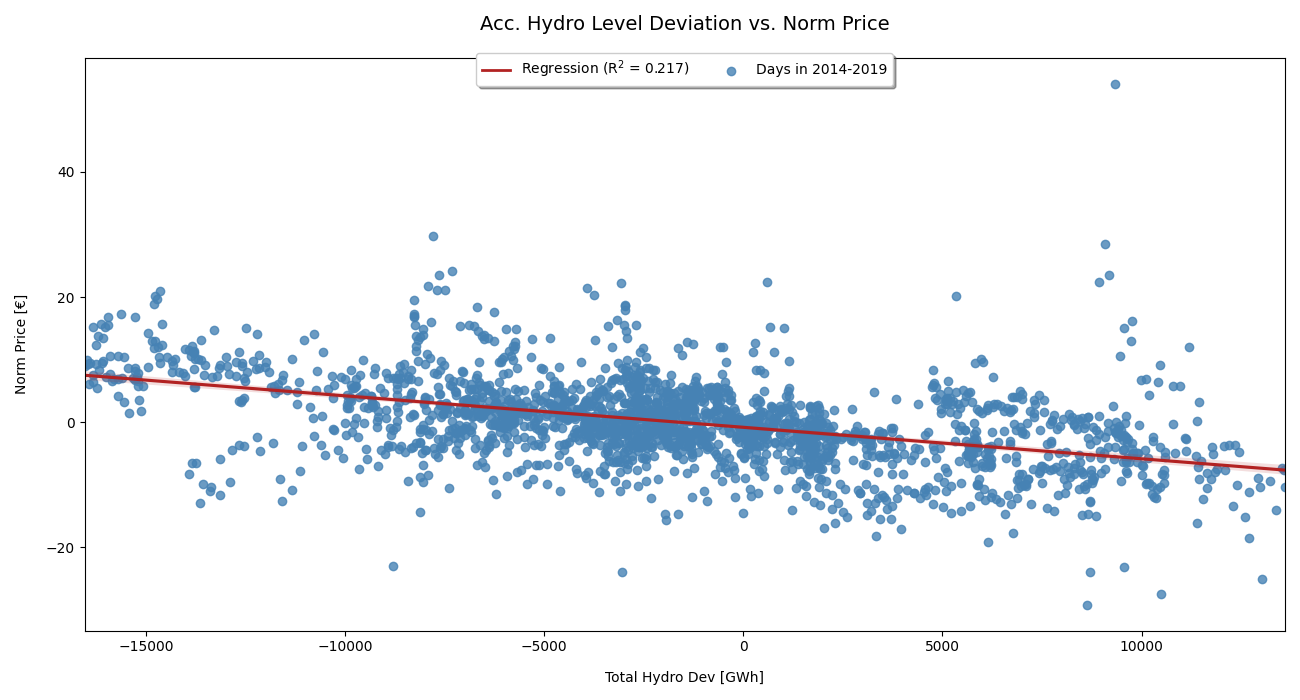 Acc. Hydro Level Deviation vs. Norm Price
Regression (R² = 0.217)
Days in 2014-2019
Norm Price [€]
40
20
0
−20
−15000
−10000
−5000
0
5000
10000
Total Hydro Dev [GWh]